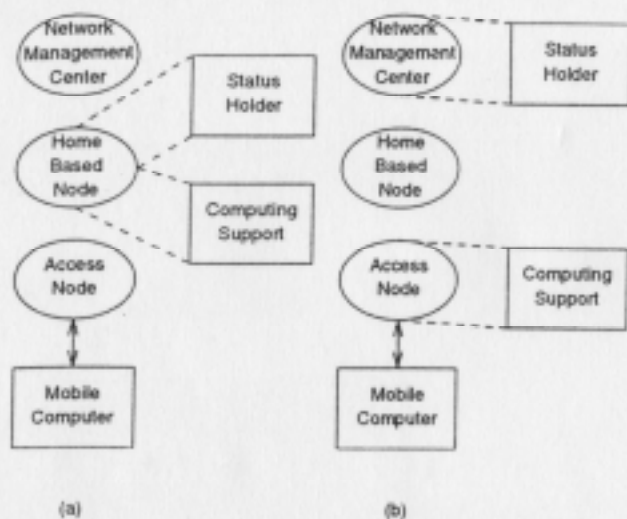 Network
Management
Center
Status
Holder
Home
Based
Node
Computing
Support
Access
Node
Mobile
Computer
(a)
Network
Management
Center
Status
Holder
Home
Based
Node
Access
Node
Computing
Support
Mobile
Computer
(b)